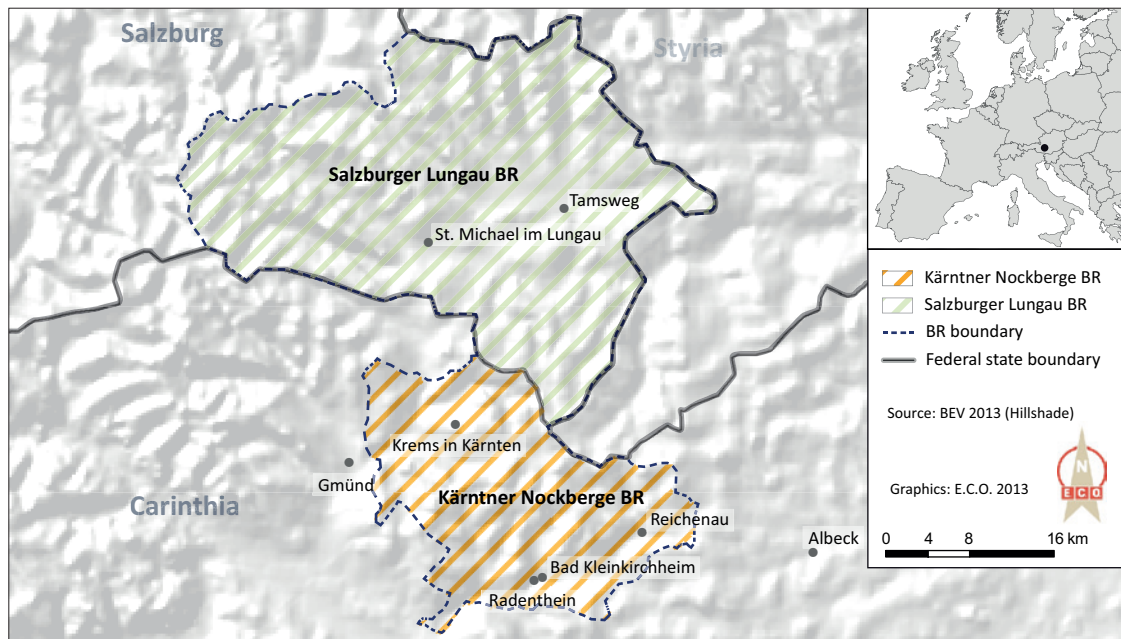 Salzburg
Styria
Salzburger Lungau BR
Tamsweg
St. Michael im Lungau
Krems in Kärnten
Gmünd
Kärntner Nockberge BR
Carinthia
Reichenau
Albeck
Bad Kleinkirchheim
Radenthein
Kärntner Nockberge BR
Salzburger Lungau BR
BR boundary
Federal state boundary
Source: BEV 2013 (Hillshade)
N
E.C.O
Graphics: E.C.O. 2013
0 4 8 16 km